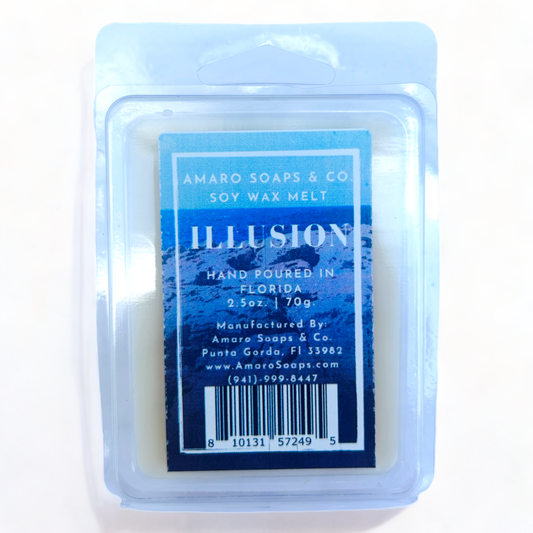 AMARO SOAPS & CO.
SOY WAX MELT
ILLUSION
HAND POURED IN
FLORIDA
2.5oz. | 70g.
Manufactured By:
Amaro Soaps & Co.
Punta Gorda, Fl 33982
www.AmaroSoaps.com
(941)-999-8447
8 10131 57249 5